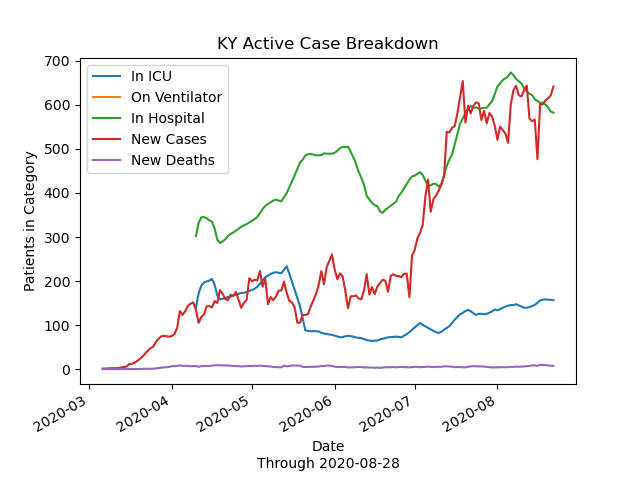 KY Active Case Breakdown
In ICU
On Ventilator
In Hospital
New Cases
New Deaths
Patients in Category
700
600
500
400
300
200
100
0
2020-03
2020-04
2020-05
2020-06
2020-07
2020-08
Date
Through 2020-08-28